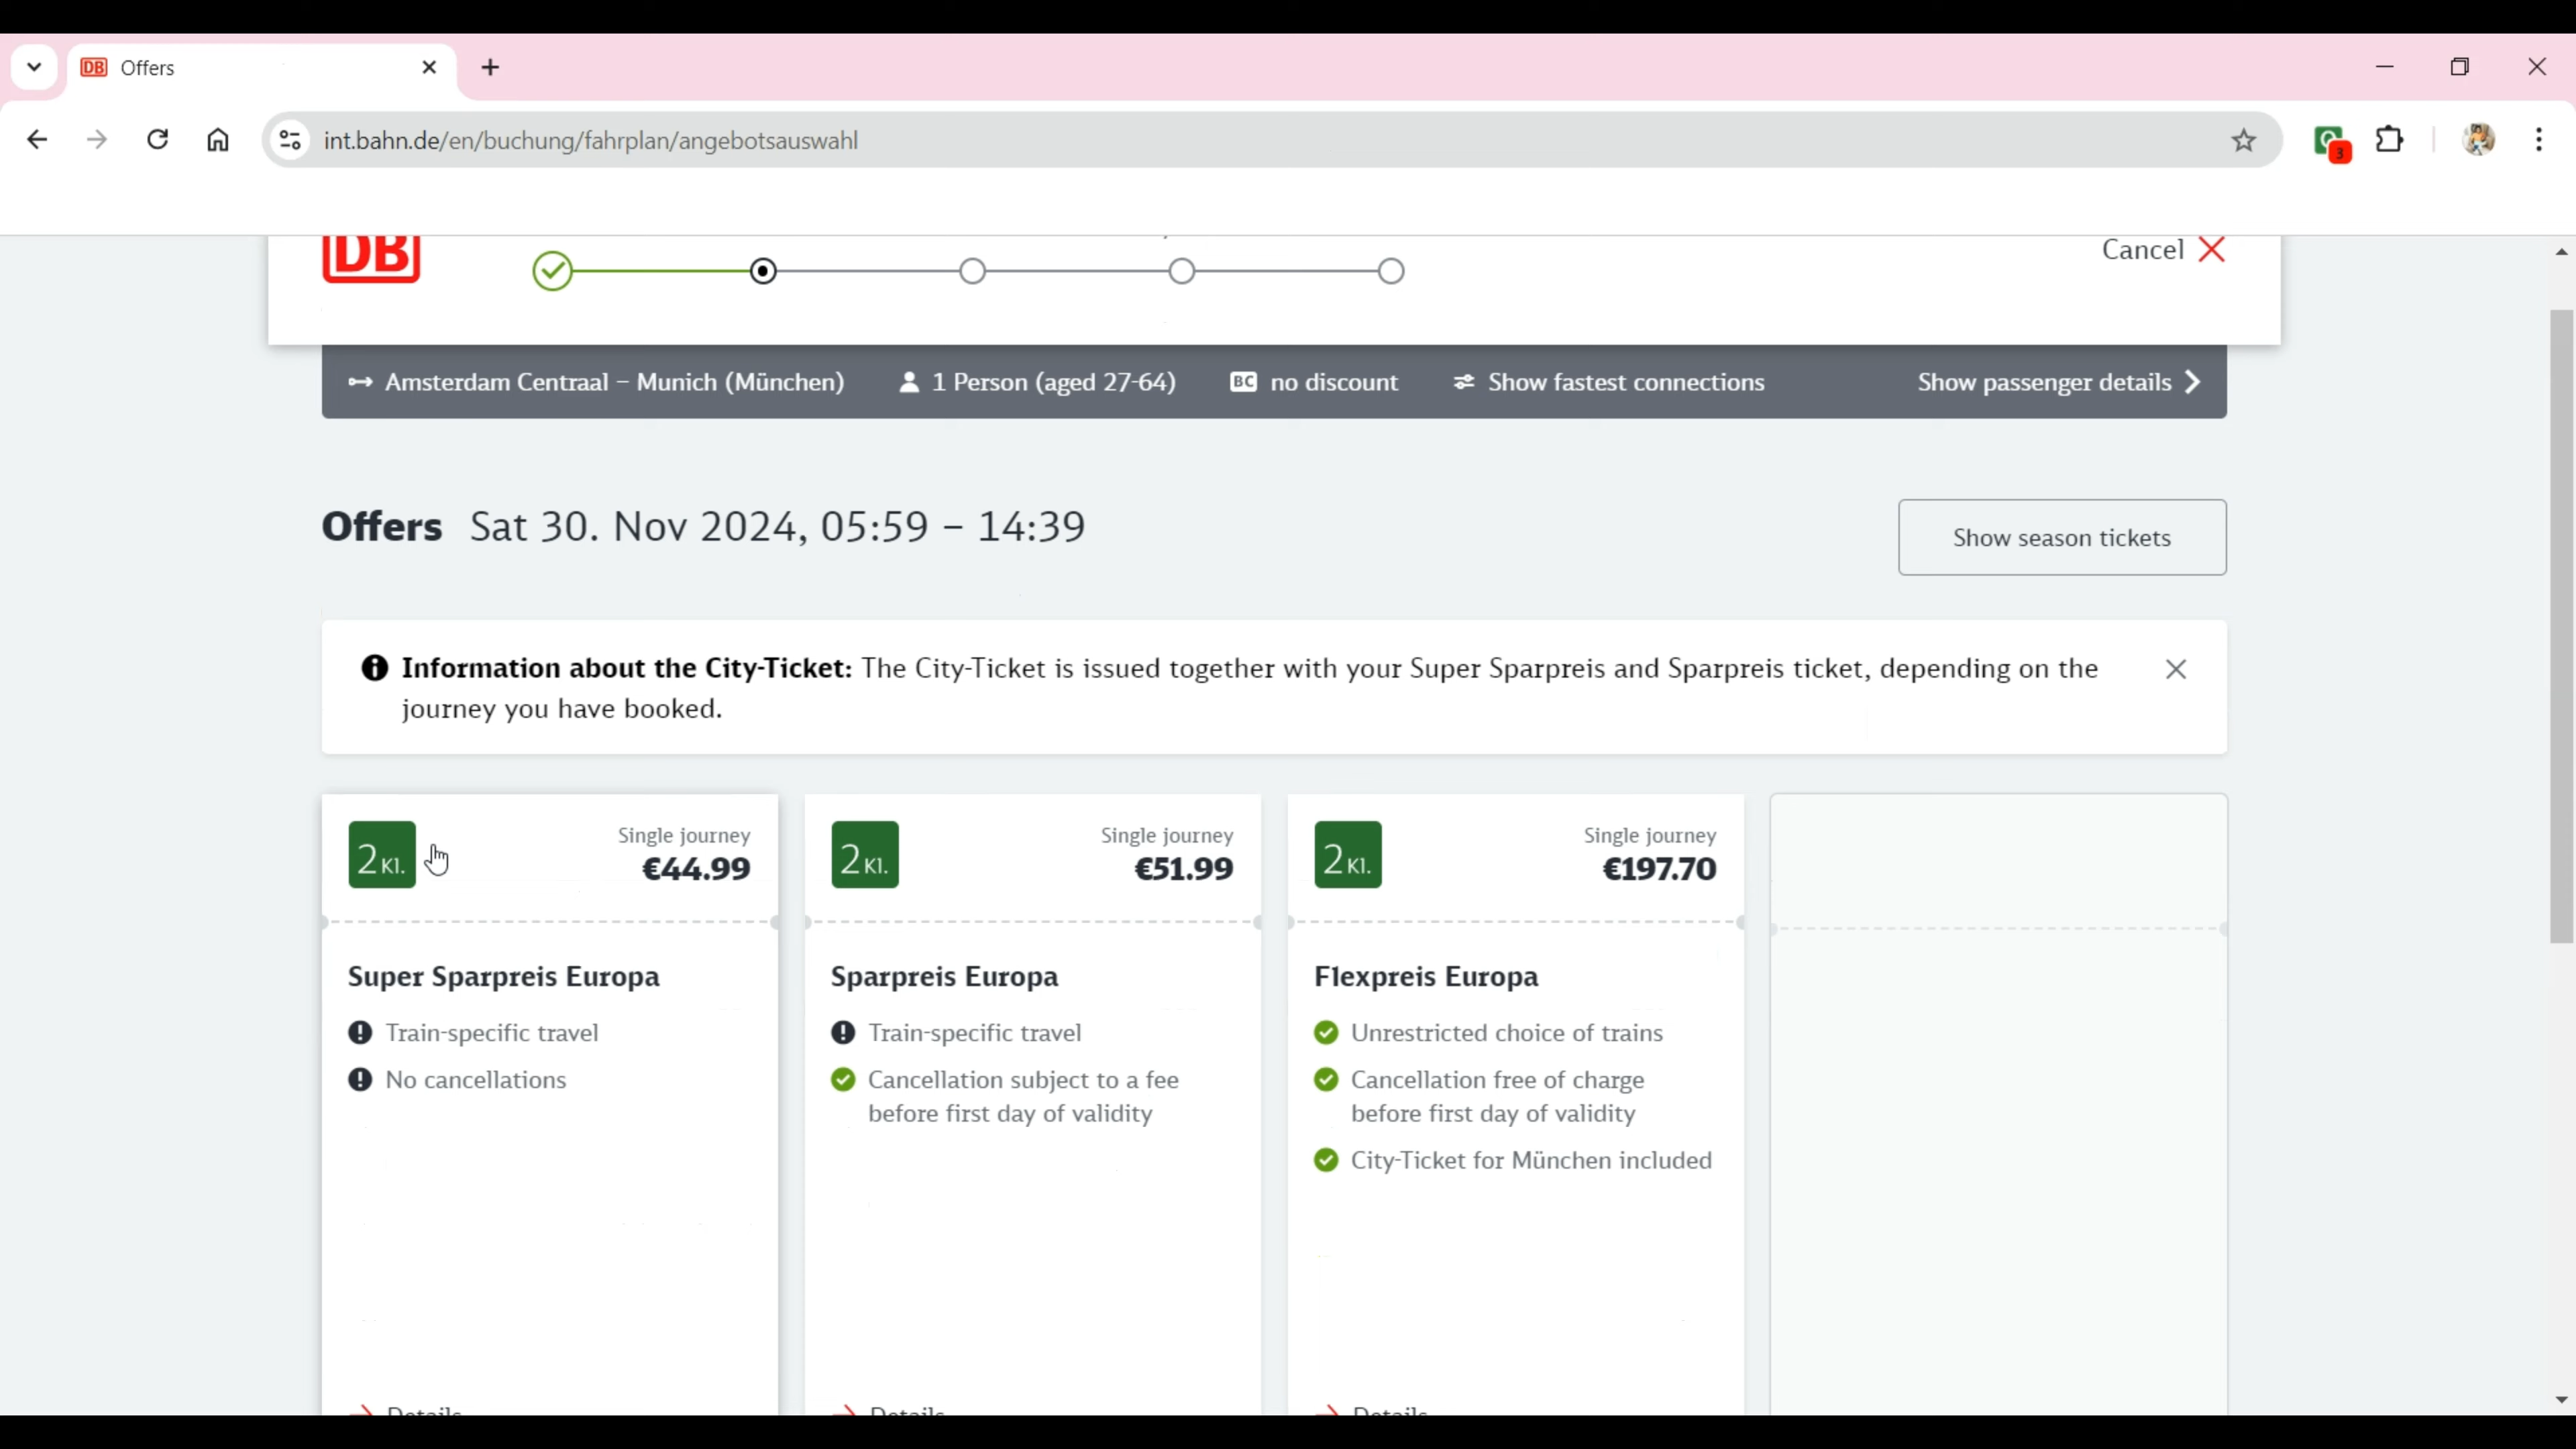 DB Offers
int.bahn.de/en/buchung/fahrplan/angebotsauswahl
3
DB
Cancel
Amsterdam Centraal – Munich (München) 1 Person (aged 27-64) BC no discount Show fastest connections Show passenger details
Offers Sat 30. Nov 2024, 05:59 – 14:39
Show season tickets
Information about the City-Ticket: The City-Ticket is issued together with your Super Sparpreis and Sparpreis ticket, depending on the
journey you have booked.
2 Kl.
Single journey
€44.99
Super Sparpreis Europa
Train-specific travel
No cancellations
Details
2 Kl.
Single journey
€51.99
Sparpreis Europa
Train-specific travel
Cancellation subject to a fee
before first day of validity
Details
2 Kl.
Single journey
€197.70
Flexpreis Europa
Unrestricted choice of trains
Cancellation free of charge
before first day of validity
City-Ticket for München included
Details